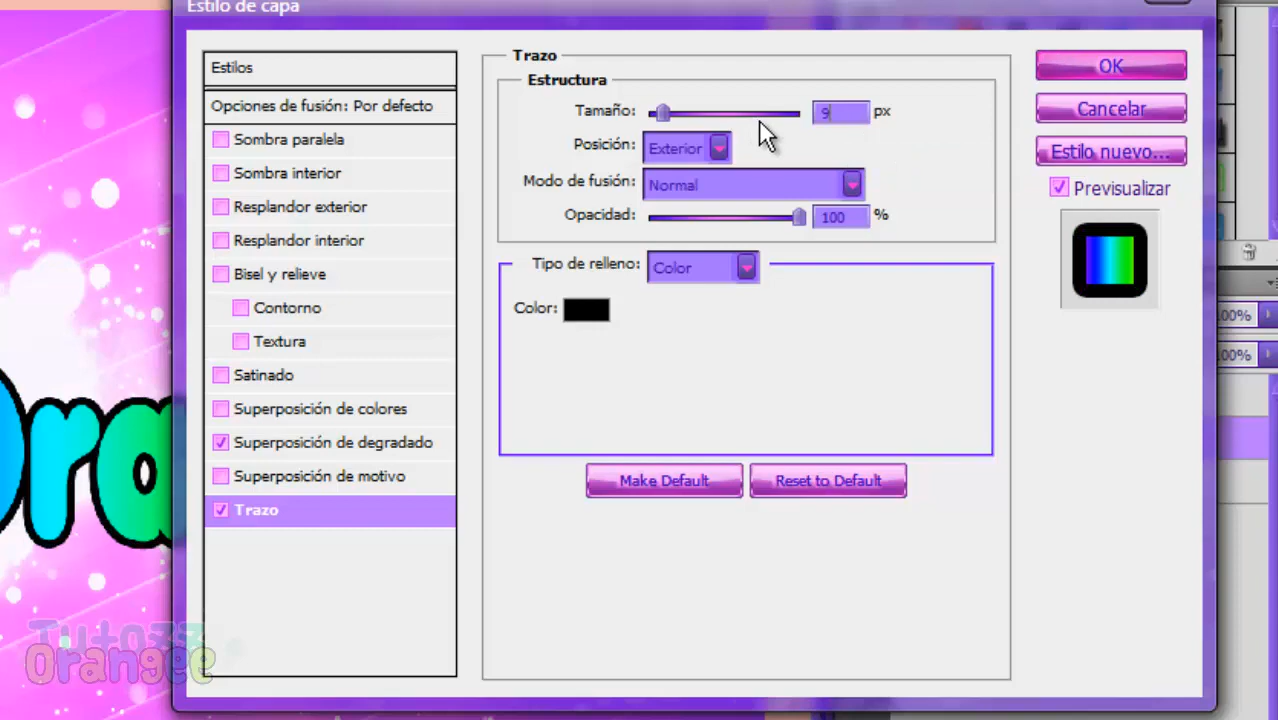 Estilo de capa
Estilos
Opciones de fusión: Por defecto
Sombra paralela
Sombra interior
Resplandor exterior
Resplandor interior
Bisel y relieve
Contorno
Textura
Satinado
Superposición de colores
Superposición de degradado
Superposición de motivo
Trazo
Trazo
Estructura
Tamaño: 9 px
Posición: Exterior
Modo de fusión: Normal
Opacidad: 100 %
Tipo de relleno: Color
Color:
Make Default Reset to Default
OK
Cancelar
Estilo nuevo...
Previsualizar
100%
100%
Ora
Tutozz
Orangee